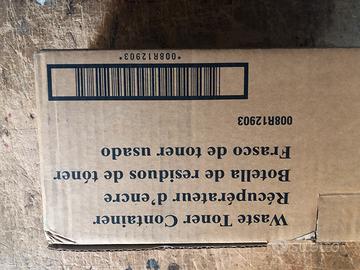 Waste Toner Container
Récupérateur d'encre
Botella de residuos de tóner
Frasco de toner usado
008R12903
*008R12903*